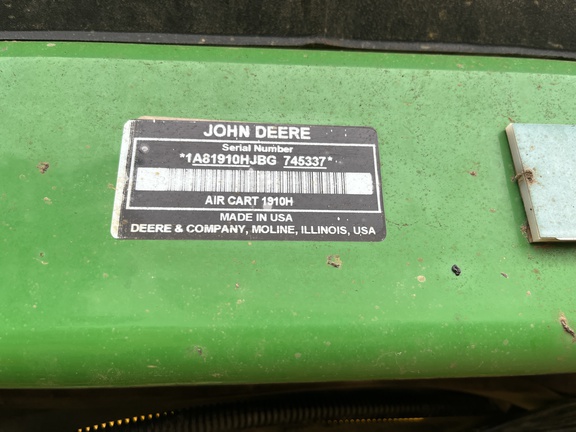 JOHN DEERE
Serial Number
*1A81910HJBG 745337*
AIR CART 1910H
MADE IN USA
DEERE & COMPANY, MOLINE, ILLINOIS, USA